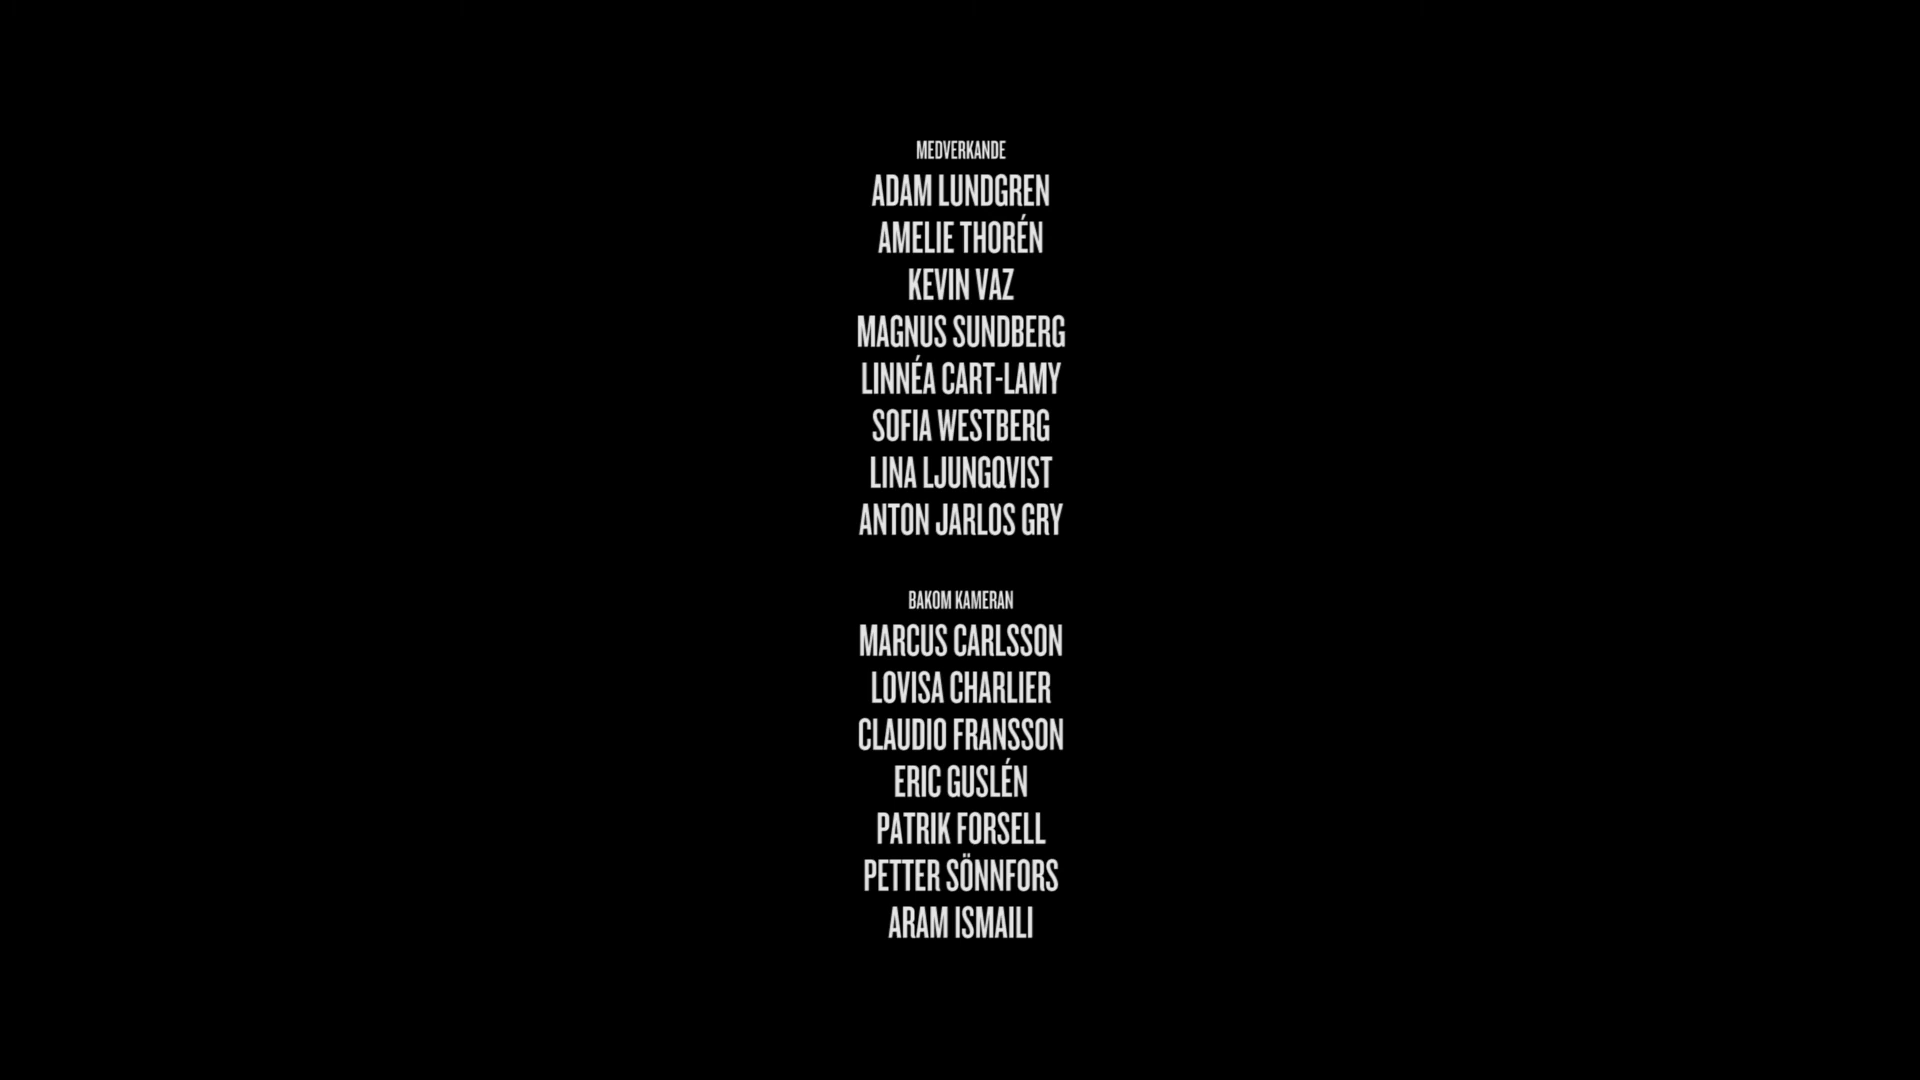 MEDVERKANDE
ADAM LUNDGREN
AMELIE THORÉN
KEVIN VAZ
MAGNUS SUNDBERG
LINNÉA CART-LAMY
SOFIA WESTBERG
LINA LJUNGQVIST
ANTON JARLOS GRY
BAKOM KAMERAN
MARCUS CARLSSON
LOVISA CHARLIER
CLAUDIO FRANSSON
ERIC GUSLÉN
PATRIK FORSELL
PETTER SÖNNFORS
ARAM ISMAILI